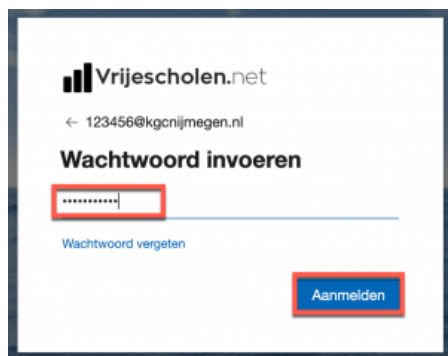 Vrijescholen.net
← 123456@kgcnijmegen.nl
Wachtwoord invoeren
•••••••••••
Wachtwoord vergeten
Aanmelden